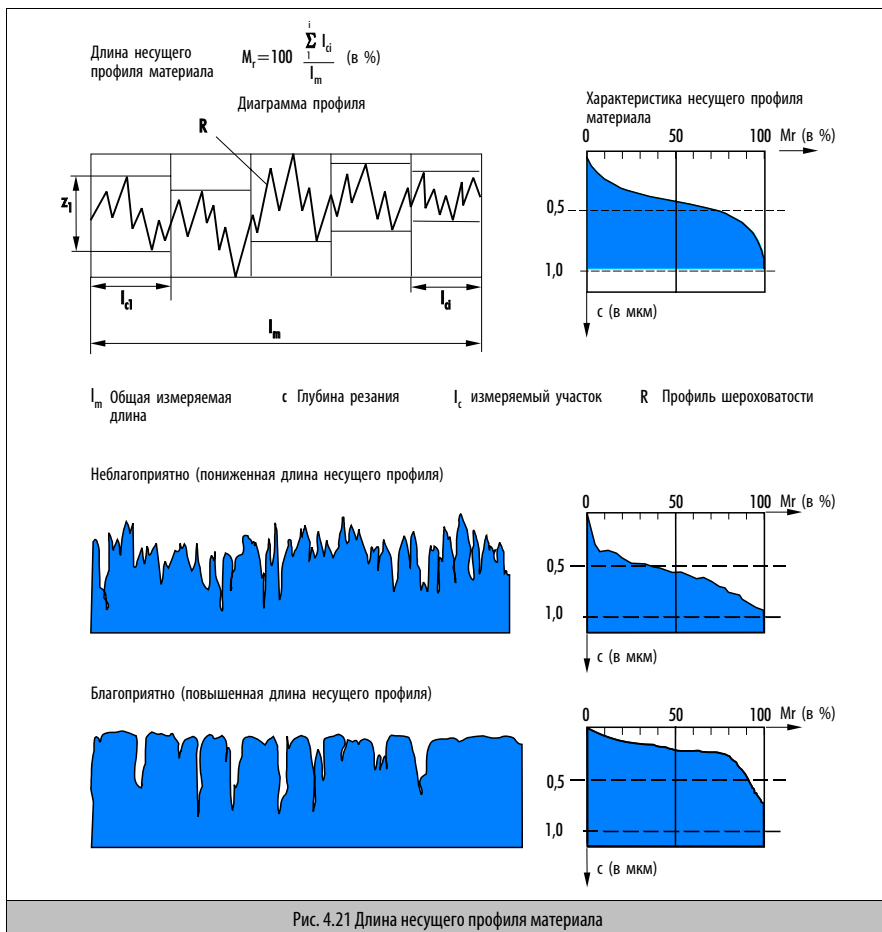 Длина несущего
профиля материала
M_r=100 i Σ 1 l_ci / l_m (в %)
Диаграмма профиля
R
z_1
l_c1
l_ci
l_m
Характеристика несущего профиля
материала
0 50 100 Mr (в %)
0,5
1,0
c (в мкм)
l_m Общая измеряемая
длина
c Глубина резания
l_c измеряемый участок
R Профиль шероховатости
Неблагоприятно (пониженная длина несущего профиля)
0 50 100 Mr (в %)
0,5
1,0
c (в мкм)
Благоприятно (повышенная длина несущего профиля)
0 50 100 Mr (в %)
0,5
1,0
c (в мкм)
Рис. 4.21 Длина несущего профиля материала